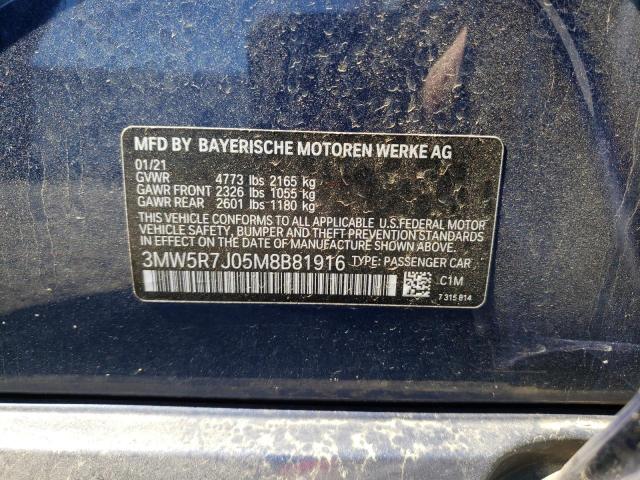 MFD BY BAYERISCHE MOTOREN WERKE AG
01/21
GVWR 4773 lbs 2165 kg
GAWR FRONT 2326 lbs 1055 kg
GAWR REAR 2601 lbs 1180 kg
THIS VEHICLE CONFORMS TO ALL APPLICABLE U.S.FEDERAL MOTOR
VEHICLE SAFETY, BUMPER AND THEFT PREVENTION STANDARDS
IN EFFECT ON THE DATE OF MANUFACTURE SHOWN ABOVE.
3MW5R7J05M8B81916 TYPE: PASSENGER CAR
C1M
7 315 814